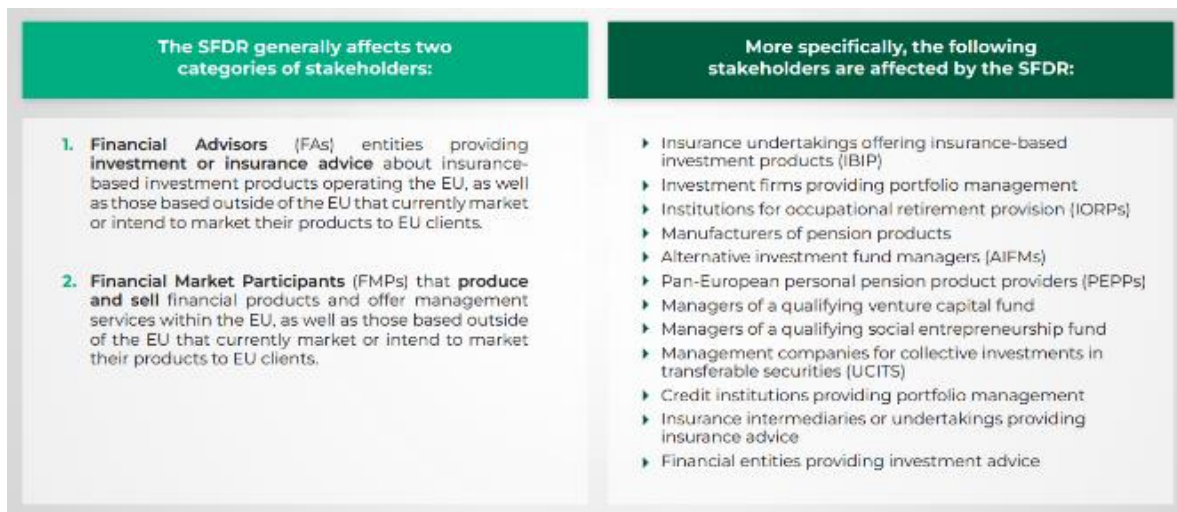 The SFDR generally affects two
categories of stakeholders:
1. Financial Advisors (FAs) entities providing
investment or insurance advice about insurance-
based investment products operating the EU, as well
as those based outside of the EU that currently market
or intend to market their products to EU clients.
2. Financial Market Participants (FMPs) that produce
and sell financial products and offer management
services within the EU, as well as those based outside
of the EU that currently market or intend to market
their products to EU clients.
More specifically, the following
stakeholders are affected by the SFDR:
Insurance undertakings offering insurance-based
investment products (IBIP)
Investment firms providing portfolio management
Institutions for occupational retirement provision (IORPs)
Manufacturers of pension products
Alternative investment fund managers (AIFMs)
Pan-European personal pension product providers (PEPPs)
Managers of a qualifying venture capital fund
Managers of a qualifying social entrepreneurship fund
Management companies for collective investments in
transferable securities (UCITS)
Credit institutions providing portfolio management
Insurance intermediaries or undertakings providing
insurance advice
Financial entities providing investment advice